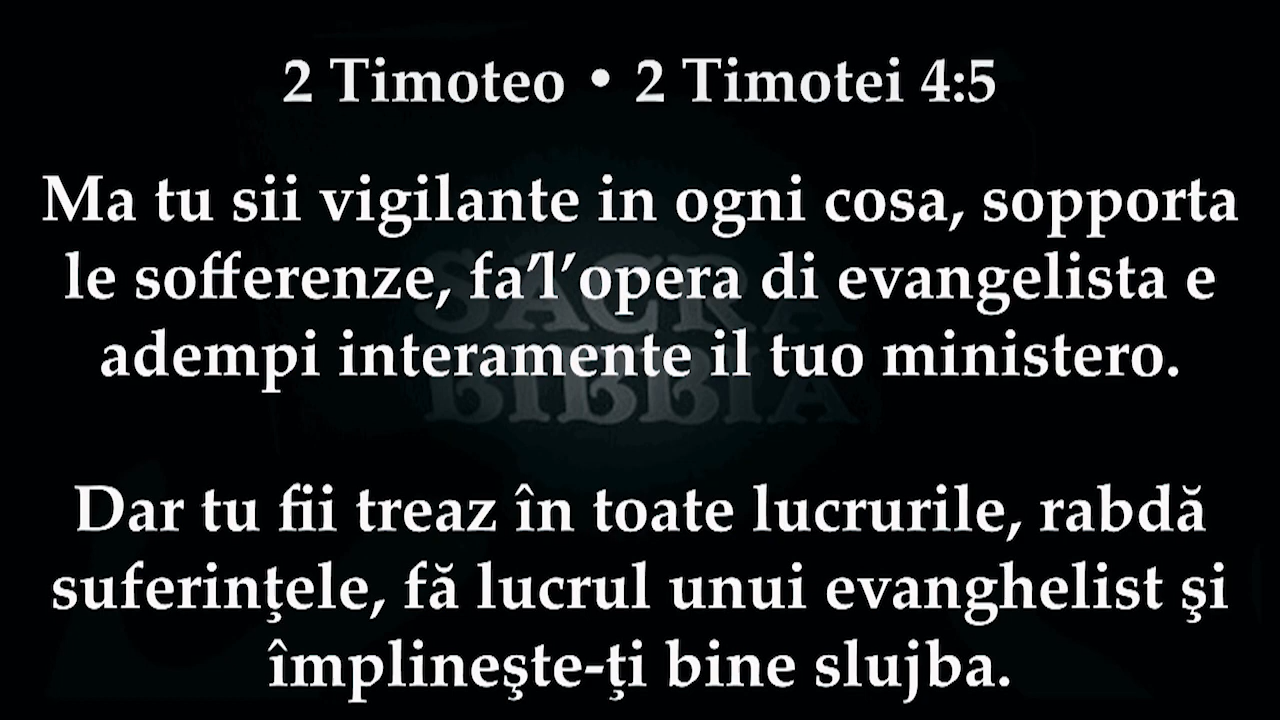 2 Timoteo • 2 Timotei 4:5
Ma tu sii vigilante in ogni cosa, sopporta
le sofferenze, fa’l’opera di evangelista e
adempi interamente il tuo ministero.
SACRA
BIBBIA
Dar tu fii treaz în toate lucrurile, rabdă
suferinţele, fă lucrul unui evanghelist şi
împlineşte-ţi bine slujba.